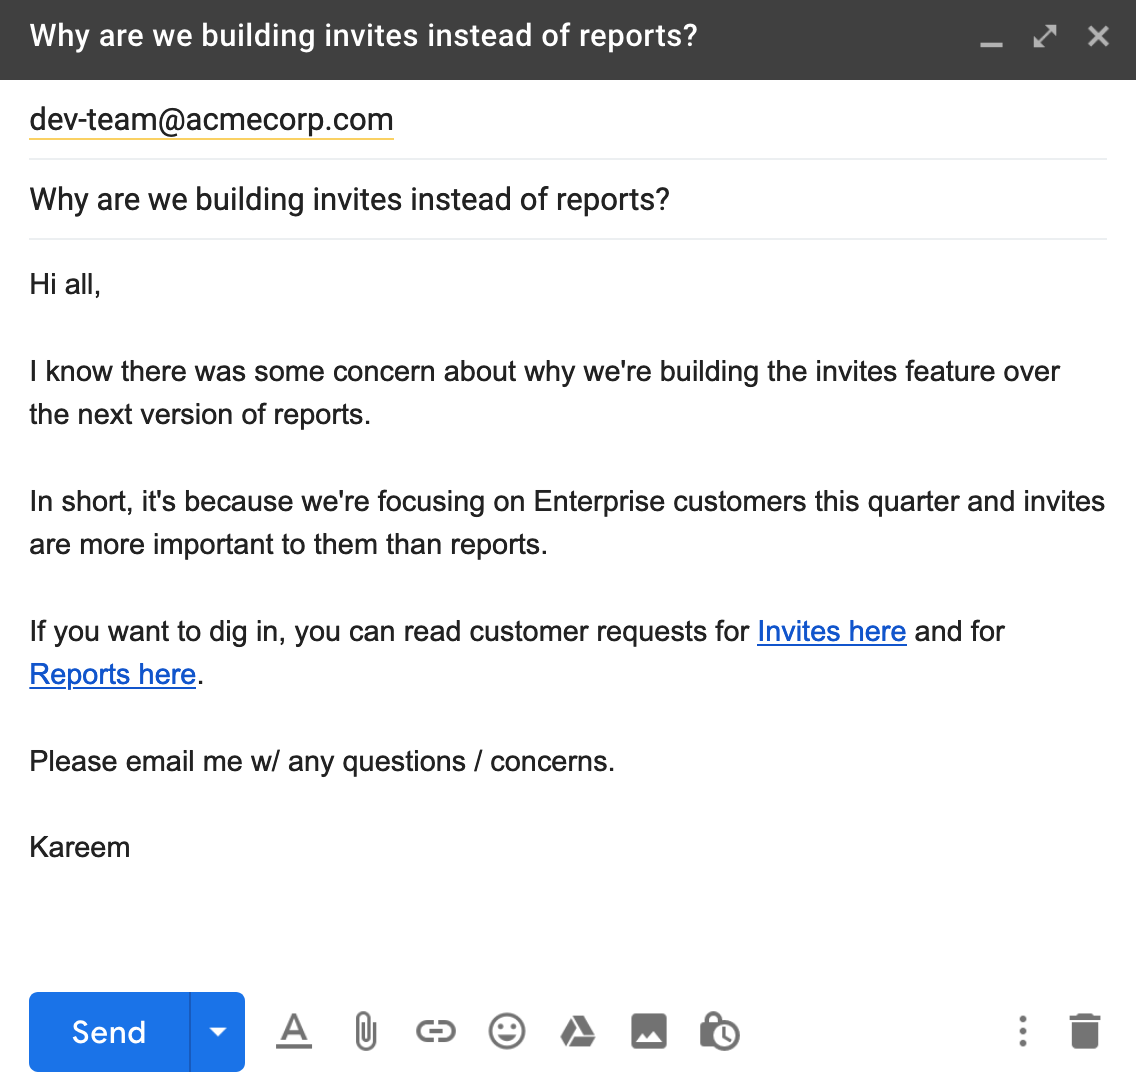 Why are we building invites instead of reports?
dev-team@acmecorp.com
Why are we building invites instead of reports?
Hi all,
I know there was some concern about why we're building the invites feature over
the next version of reports.
In short, it's because we're focusing on Enterprise customers this quarter and invites
are more important to them than reports.
If you want to dig in, you can read customer requests for Invites here and for
Reports here.
Please email me w/ any questions / concerns.
Kareem
Send